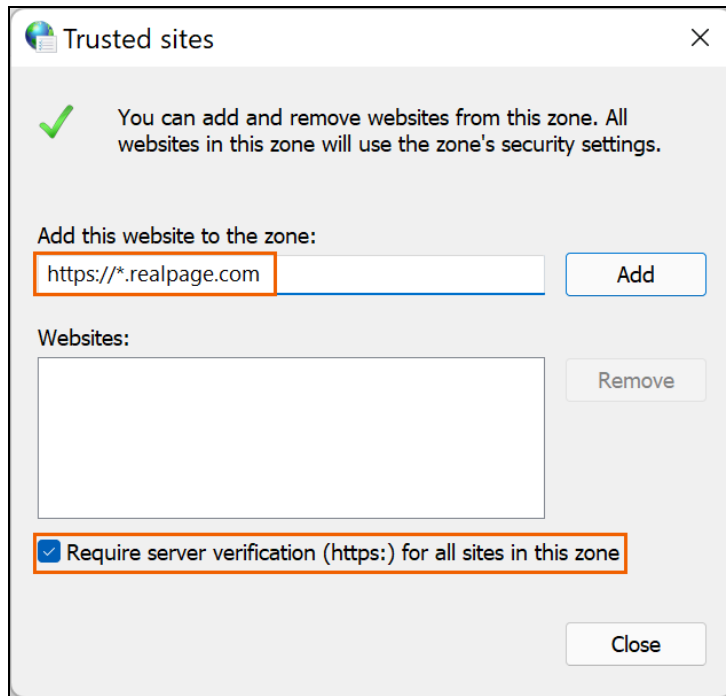 Trusted sites
You can add and remove websites from this zone. All
websites in this zone will use the zone's security settings.
Add this website to the zone:
https://*.realpage.com
Add
Websites:
Remove
Require server verification (https:) for all sites in this zone
Close